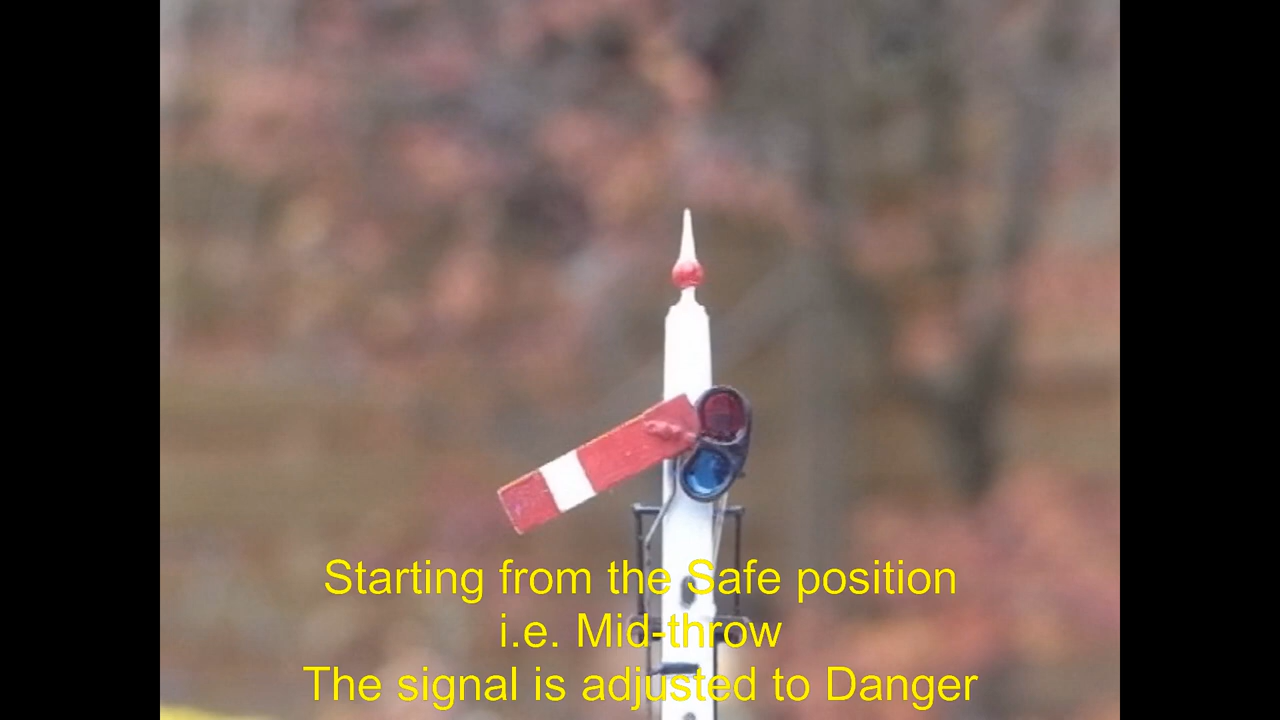 Starting from the Safe position
i.e. Mid-throw
The signal is adjusted to Danger